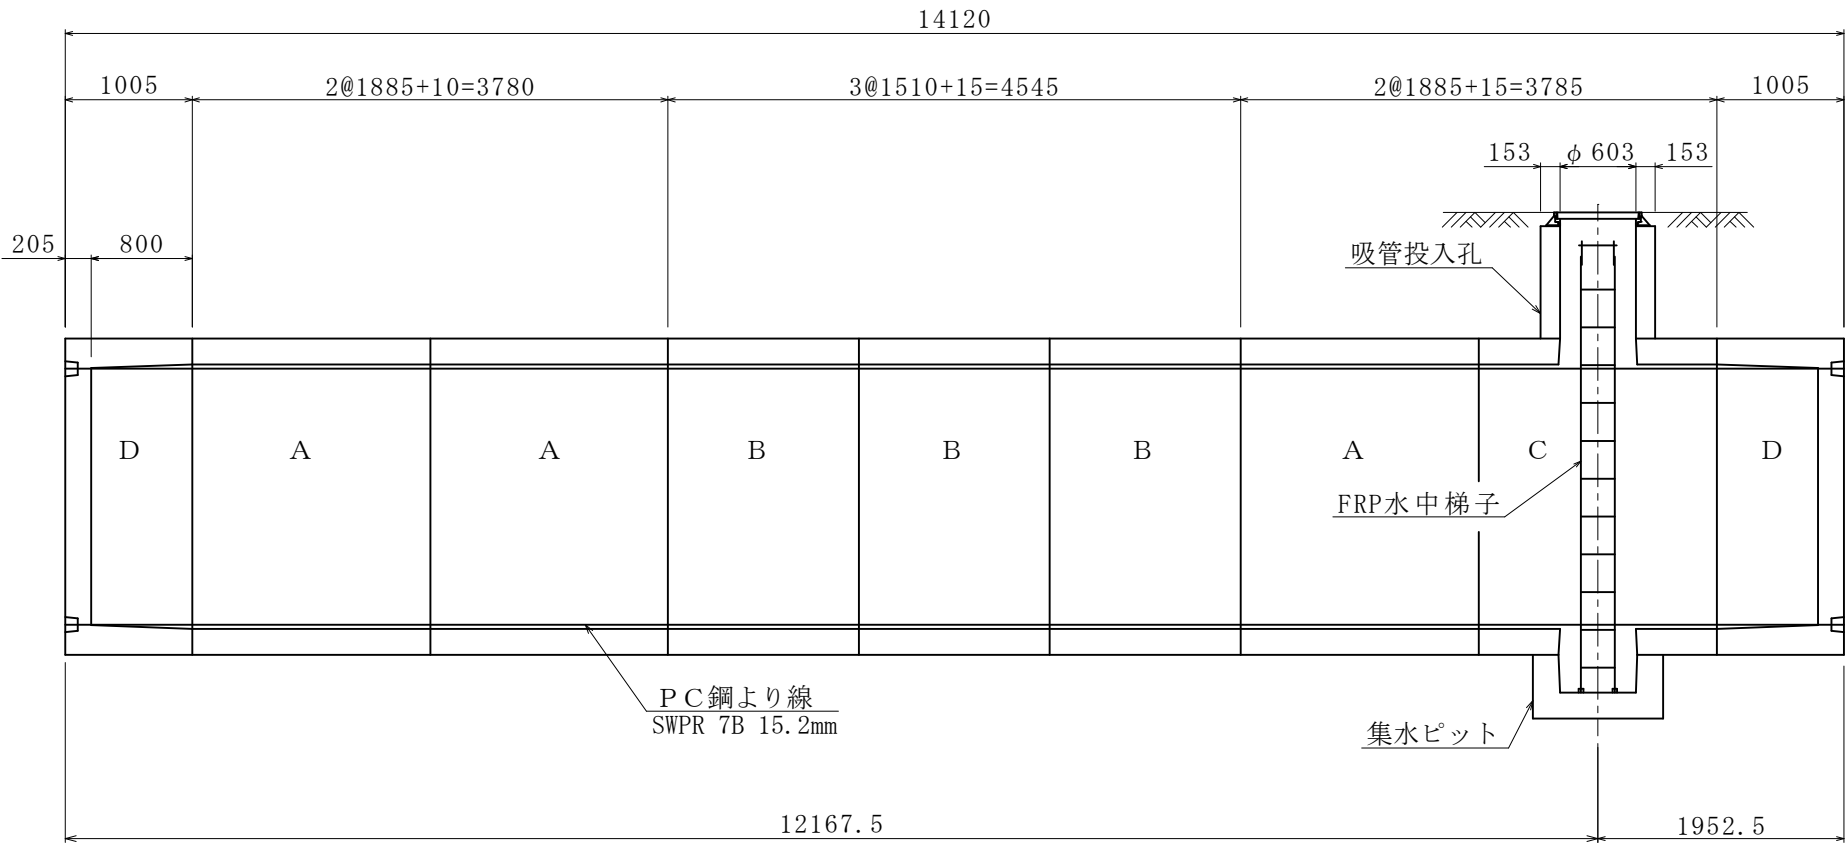 14120
1005
2@1885+10=3780
3@1510+15=4545
2@1885+15=3785
1005
153
φ 603
153
205
800
吸管投入孔
D
A
A
B
B
B
A
C
D
FRP水中梯子
ＰＣ鋼より線
SWPR 7B 15.2mm
集水ピット
12167.5
1952.5